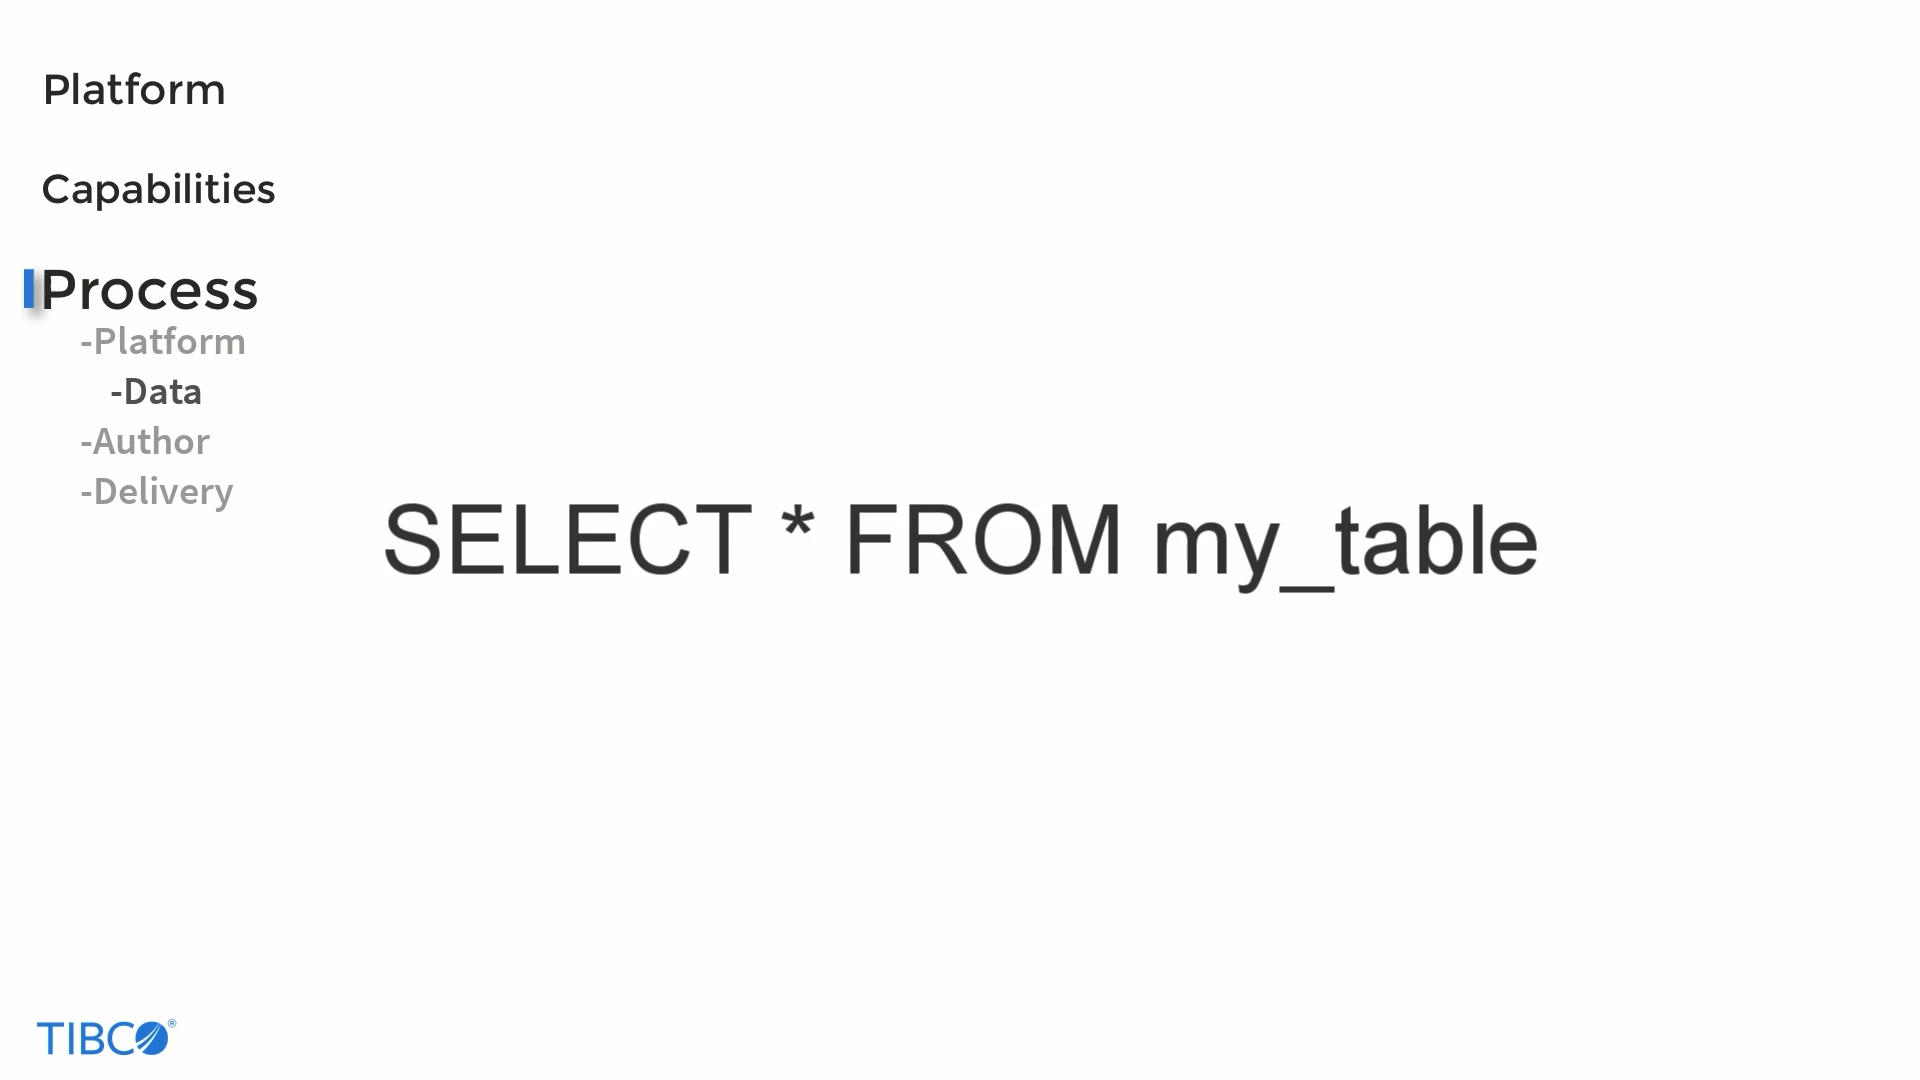 Platform
Capabilities
Process
-Platform
-Data
-Author
-Delivery
SELECT * FROM my_table
TIBCO®